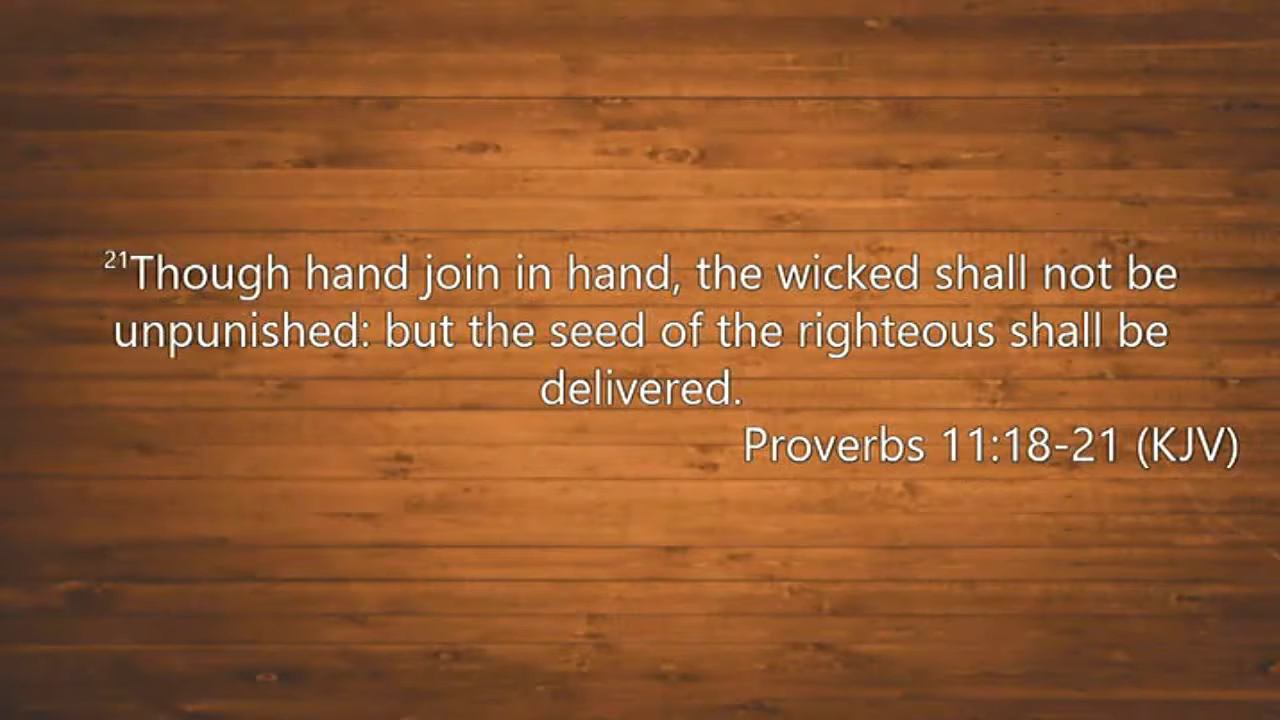 21Though hand join in hand, the wicked shall not be
unpunished: but the seed of the righteous shall be
delivered.
Proverbs 11:18-21 (KJV)